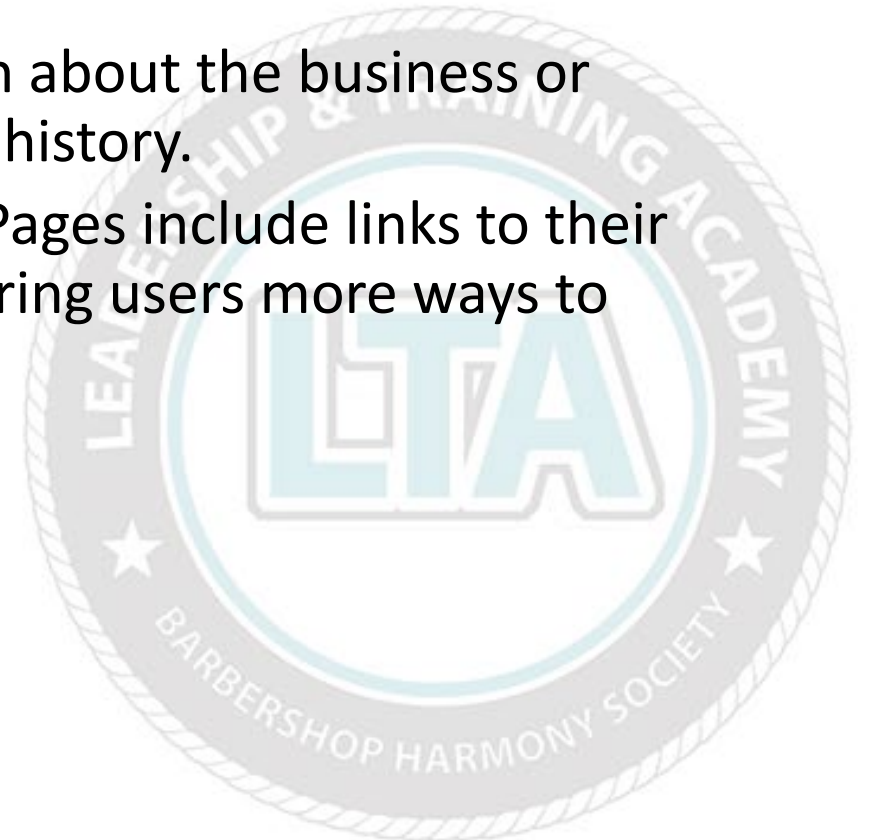 n about the business or
history.
Pages include links to their
ring users more ways to
LEADERSHIP & TRAINING ACADEMY
LTA
BARBERSHOP HARMONY SOCIETY